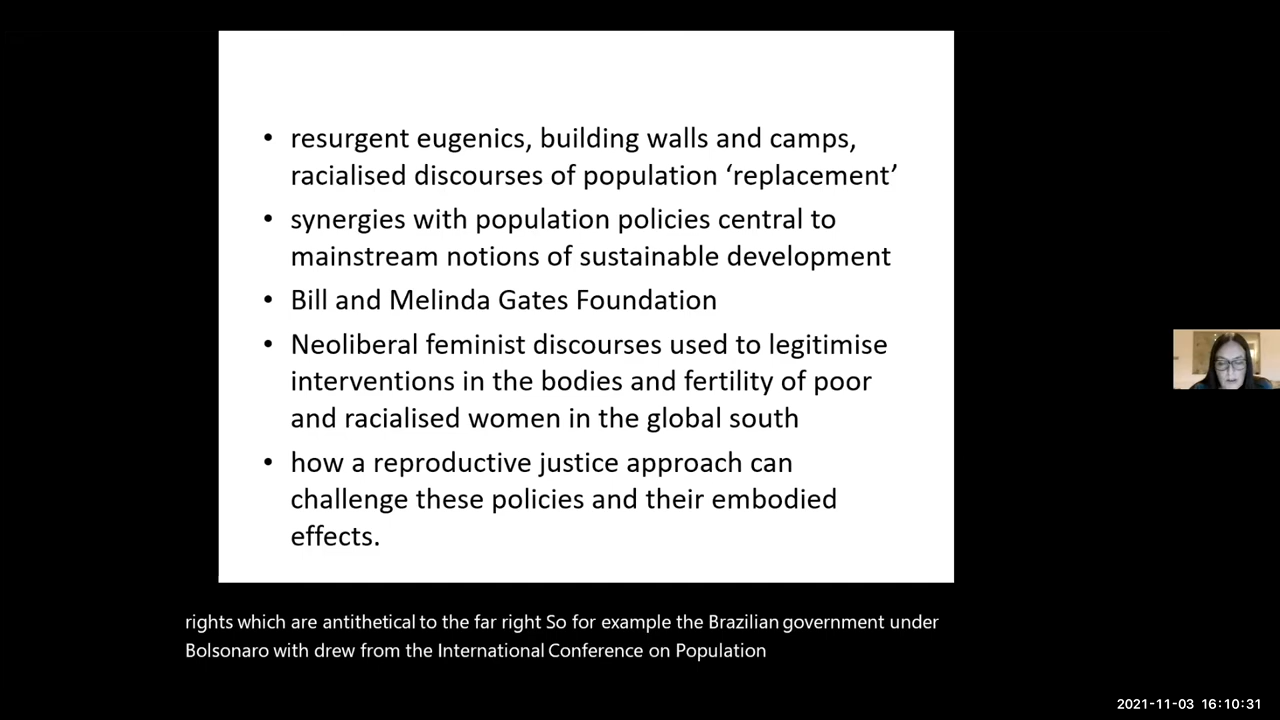 • resurgent eugenics, building walls and camps,
racialised discourses of population ‘replacement’
• synergies with population policies central to
mainstream notions of sustainable development
• Bill and Melinda Gates Foundation
• Neoliberal feminist discourses used to legitimise
interventions in the bodies and fertility of poor
and racialised women in the global south
• how a reproductive justice approach can
challenge these policies and their embodied
effects.
rights which are antithetical to the far right So for example the Brazilian government under
Bolsonaro with drew from the International Conference on Population
2021-11-03 16:10:31